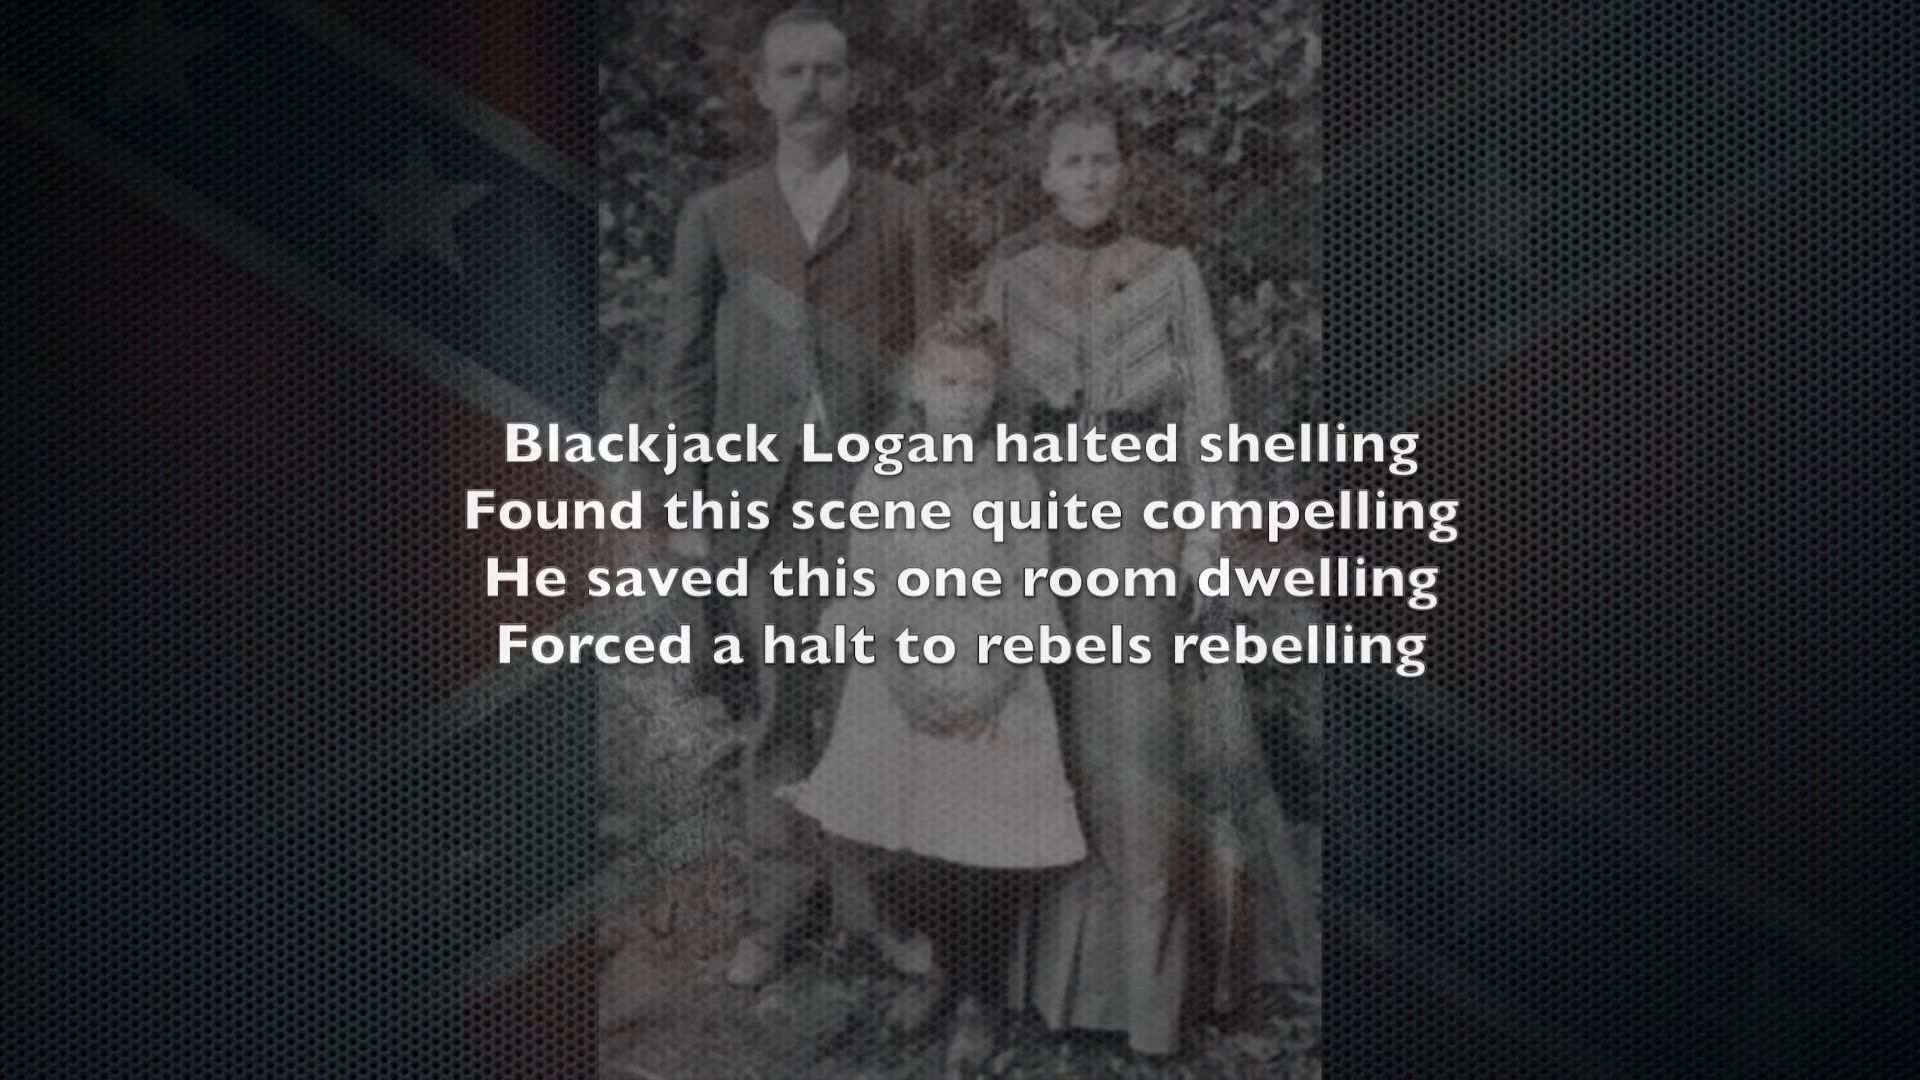 Blackjack Logan halted shelling
Found this scene quite compelling
He saved this one room dwelling
Forced a halt to rebels rebelling